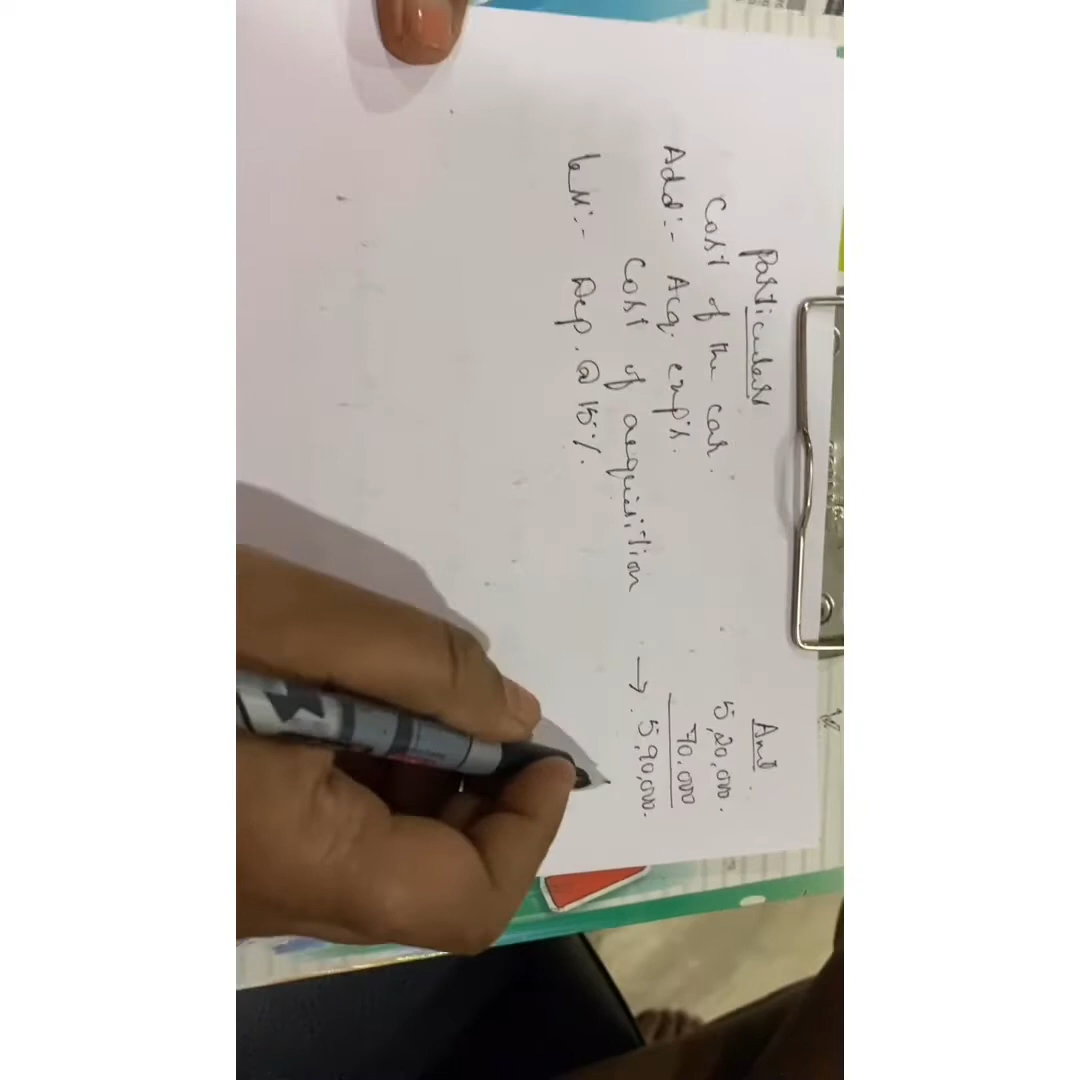 Particulars Amt.
Cost of the car. 5,20,000.
Add:- Acq. exp's. 70,000
Cost of acquisition → 5,90,000.
Less:- Dep. @ 15%.